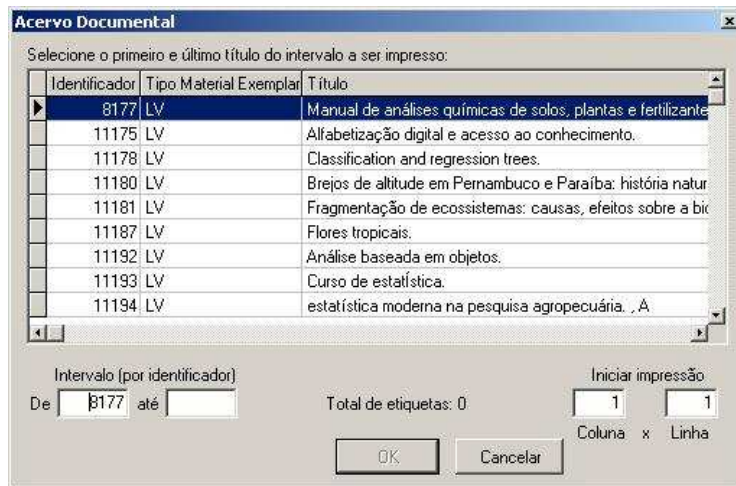 Acervo Documental
Selecione o primeiro e último título do intervalo a ser impresso:
Identificador Tipo Material Exemplar Título
8177 LV Manual de análises químicas de solos, plantas e fertilizante
11175 LV Alfabetização digital e acesso ao conhecimento.
11178 LV Classification and regression trees.
11180 LV Brejos de altitude em Pernambuco e Paraíba: história natur
11181 LV Fragmentação de ecossistemas: causas, efeitos sobre a bio
11187 LV Flores tropicais.
11192 LV Análise baseada em objetos.
11193 LV Curso de estatÍstica.
11194 LV estatística moderna na pesquisa agropecuária. , A
Intervalo (por identificador) Iniciar impressão
De 8177 até Total de etiquetas: 0 1 1
Coluna x Linha
OK Cancelar